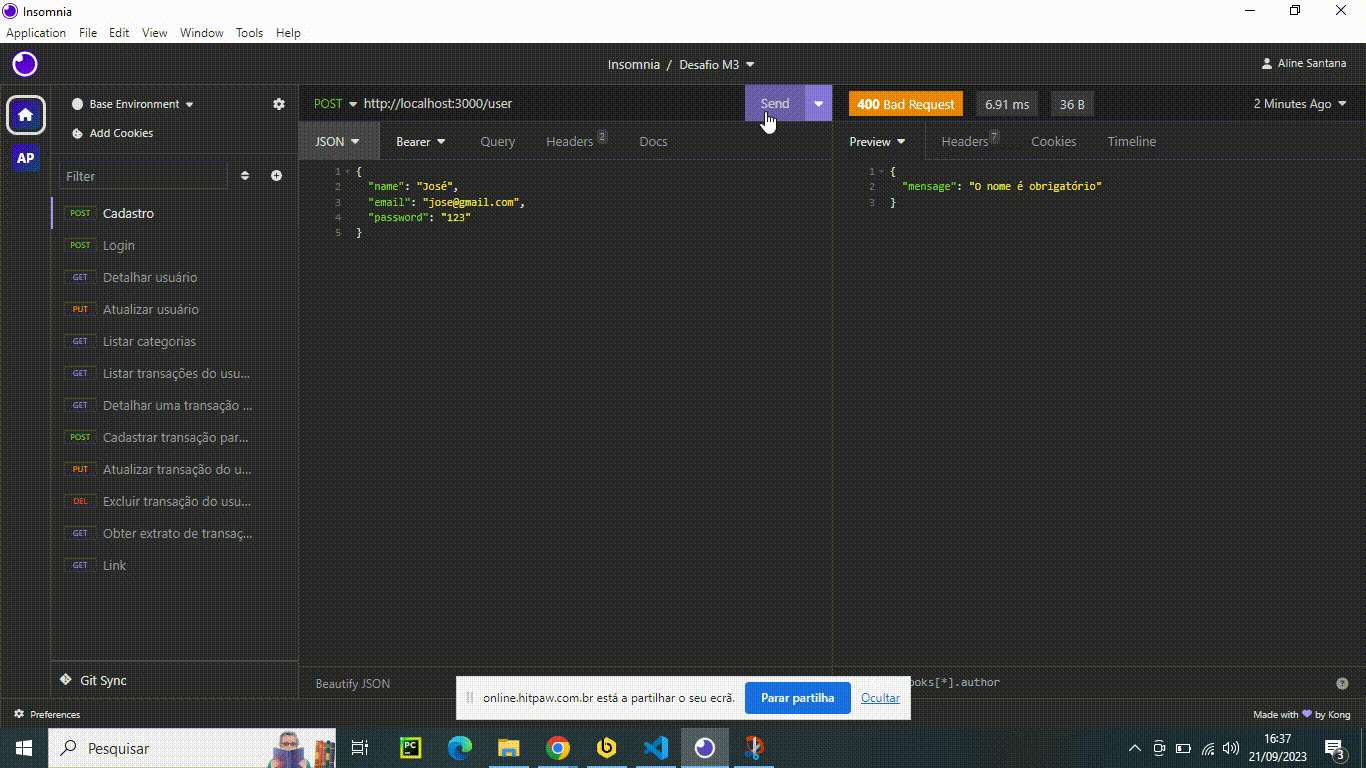 Insomnia
Application File Edit View Window Tools Help
Insomnia / Desafio M3
Aline Santana
Base Environment
Add Cookies
AP
Filter
POST Cadastro
POST Login
GET Detalhar usuário
PUT Atualizar usuário
GET Listar categorias
GET Listar transações do usu...
GET Detalhar uma transação ...
POST Cadastrar transação par...
PUT Atualizar transação do u...
DEL Excluir transação do usu...
GET Obter extrato de transaç...
GET Link
Git Sync
Preferences
POST http://localhost:3000/user
Send
JSON Bearer Query Headers 2 Docs
1 {
2 "name": "José",
3 "email": "jose@gmail.com",
4 "password": "123"
5 }
Beautify JSON
400 Bad Request 6.91 ms 36 B 2 Minutes Ago
Preview Headers 7 Cookies Timeline
1 {
2 "message": "O nome é obrigatório"
3 }
ooks[*].author
?
online.hitpaw.com.br está a partilhar o seu ecrã. Parar partilha Ocultar
Made with by Kong
Pesquisar
PC
16:37
21/09/2023
3